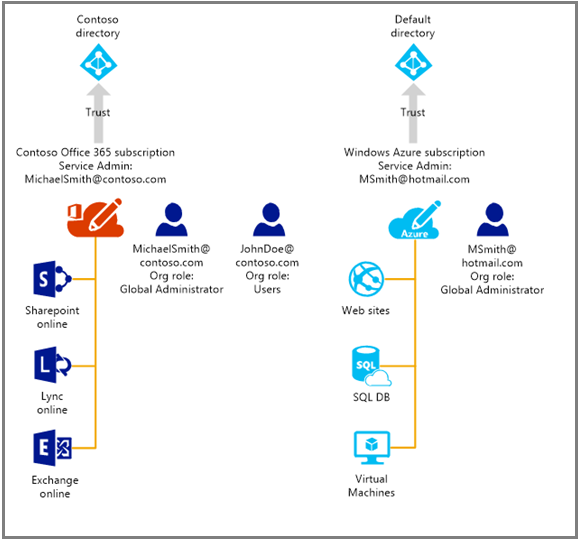 Contoso
directory
Trust
Contoso Office 365 subscription
Service Admin:
MichaelSmith@contoso.com
MichaelSmith@
contoso.com
Org role:
Global Administrator
JohnDoe@
contoso.com
Org role:
Users
S
Sharepoint
online
L
Lync
online
E
Exchange
online
Default
directory
Trust
Windows Azure subscription
Service Admin:
MSmith@hotmail.com
Azure
MSmith@
hotmail.com
Org role:
Global Administrator
Web sites
SQL
SQL DB
Virtual
Machines